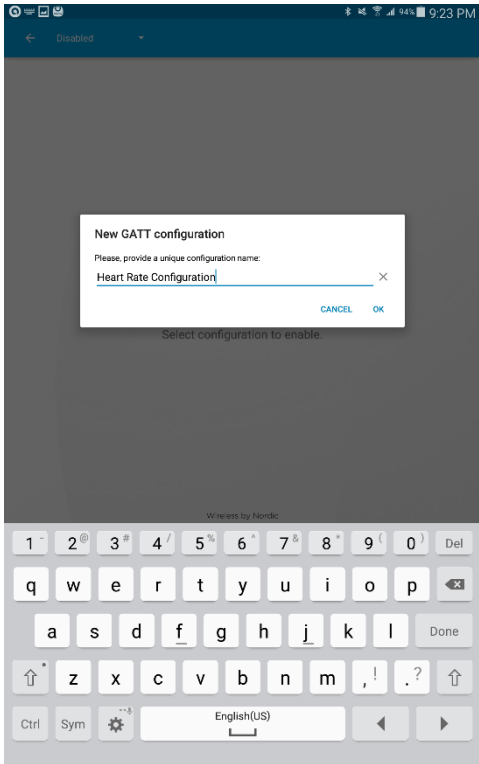 94% 9:23 PM
Disabled
New GATT configuration
Please, provide a unique configuration name:
Heart Rate Configuration
CANCEL OK
Select configuration to enable.
Wireless by Nordic
1 - 2 @ 3 # 4 / 5 % 6 ^ 7 & 8 * 9 ( 0 ) Del
q w e r t y u i o p
a s d f g h j k l Done
z x c v b n m , ! . ?
Ctrl Sym English(US)